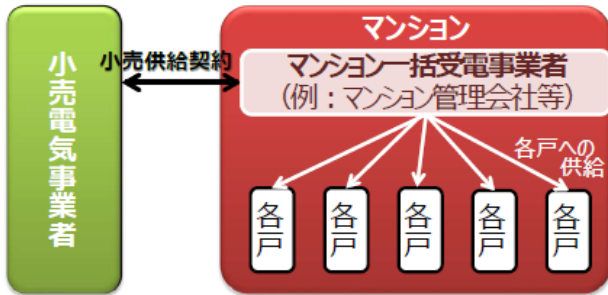 マンション
小売電気事業者
小売供給契約
マンション一括受電事業者
(例:マンション管理会社等)
各戸への
供給
各戸
各戸
各戸
各戸
各戸